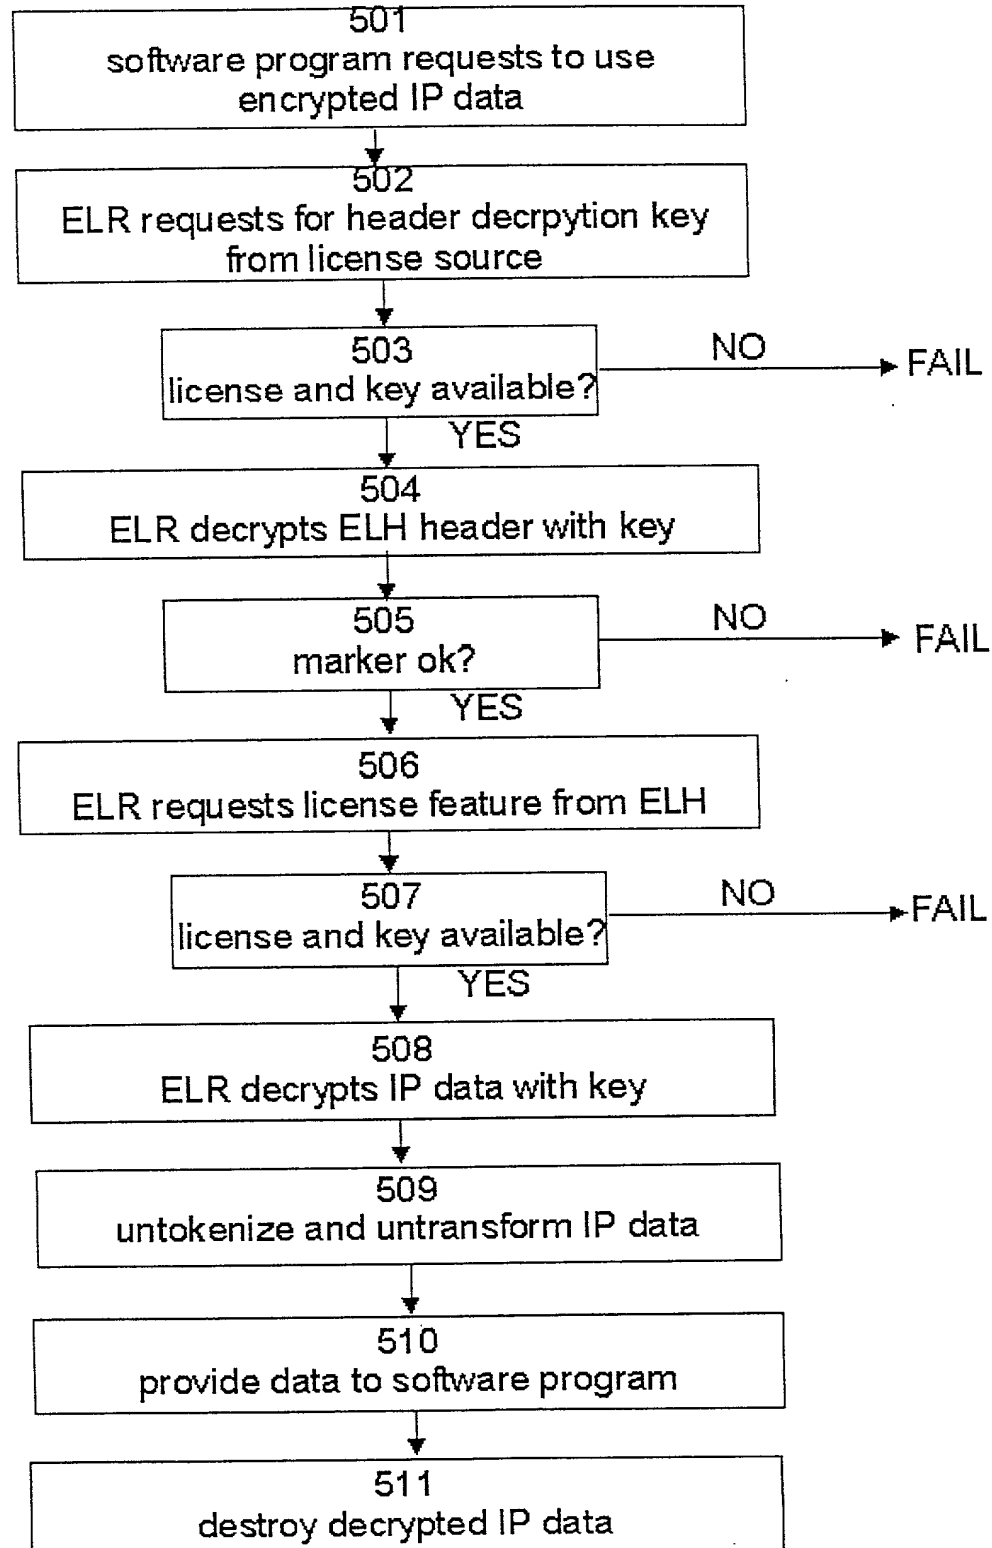 501
software program requests to use
encrypted IP data
502
ELR requests for header decrpytion key
from license source
503
license and key available?
NO
FAIL
YES
504
ELR decrypts ELH header with key
505
marker ok?
NO
FAIL
YES
506
ELR requests license feature from ELH
507
license and key available?
NO
FAIL
YES
508
ELR decrypts IP data with key
509
untokenize and untransform IP data
510
provide data to software program
511
destroy decrypted IP data